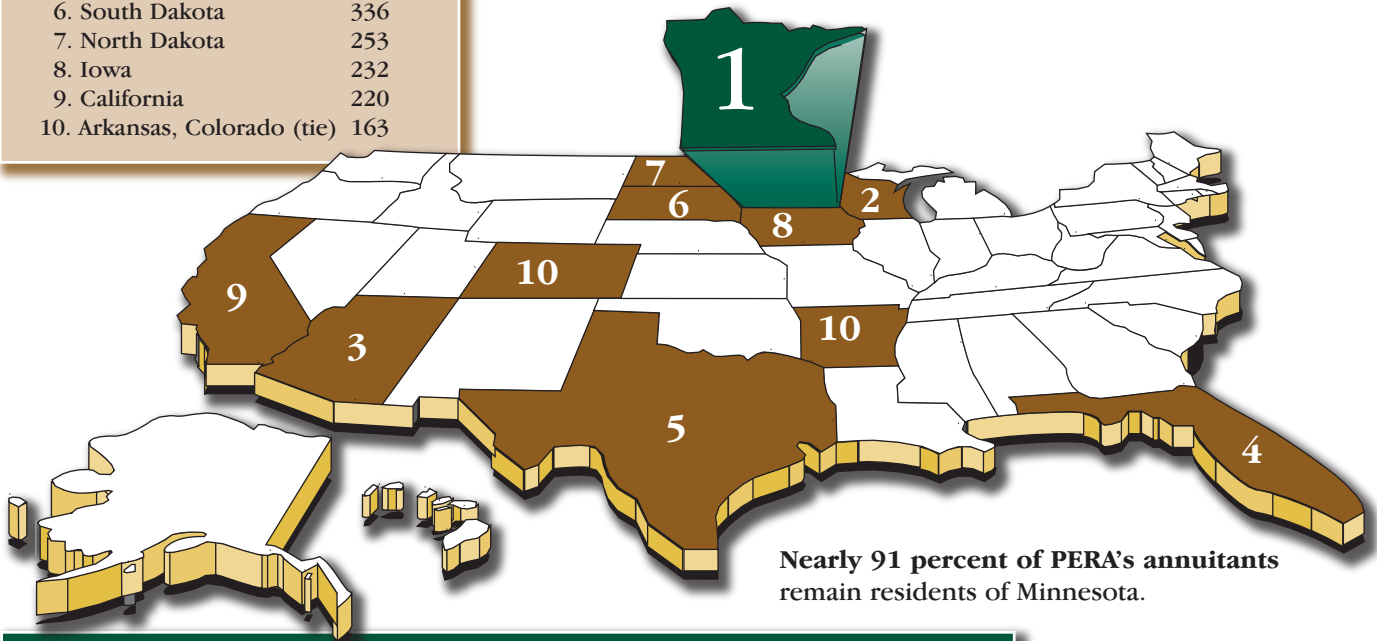 6. South Dakota 336
7. North Dakota 253
8. Iowa 232
9. California 220
10. Arkansas, Colorado (tie) 163
1
7
6
2
8
10
9
10
3
5
4
Nearly 91 percent of PERA's annuitants
remain residents of Minnesota.